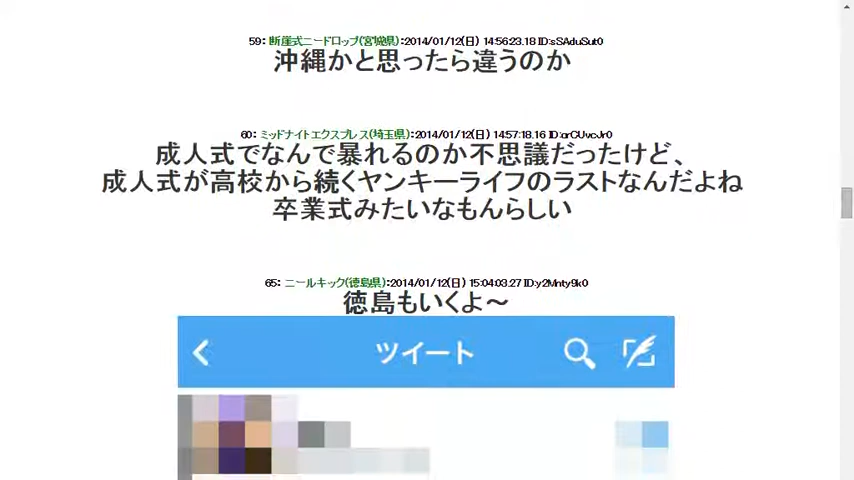 59: 断崖式ニードロップ(宮城県):2014/01/12(日) 14:56:23.18 ID:sSAduSut0
沖縄かと思ったら違うのか
60: ミッドナイトエクスプレス(埼玉県):2014/01/12(日) 14:57:18.16 ID:arCUvcJr0
成人式でなんで暴れるのか不思議だったけど、
成人式が高校から続くヤンキーライフのラストなんだよね
卒業式みたいなもんらしい
65: ニールキック(徳島県):2014/01/12(日) 15:04:03.27 ID:y2Mnty9k0
徳島もいくよ～
ツイート